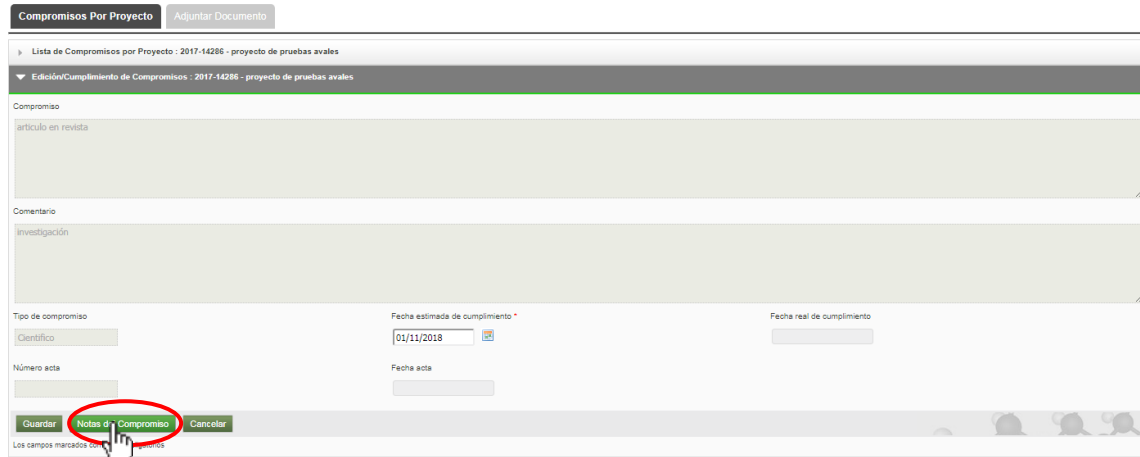 Compromisos Por Proyecto Adjuntar Documento
Lista de Compromisos por Proyecto : 2017-14286 - proyecto de pruebas avales
Edición/Cumplimiento de Compromisos : 2017-14286 - proyecto de pruebas avales
Compromiso
articulo en revista
Comentario
investigación
Tipo de compromiso Fecha estimada de cumplimiento * Fecha real de cumplimiento
Científico 01/11/2018
Número acta Fecha acta
Guardar Notas de Compromiso Cancelar
Los campos marcados con